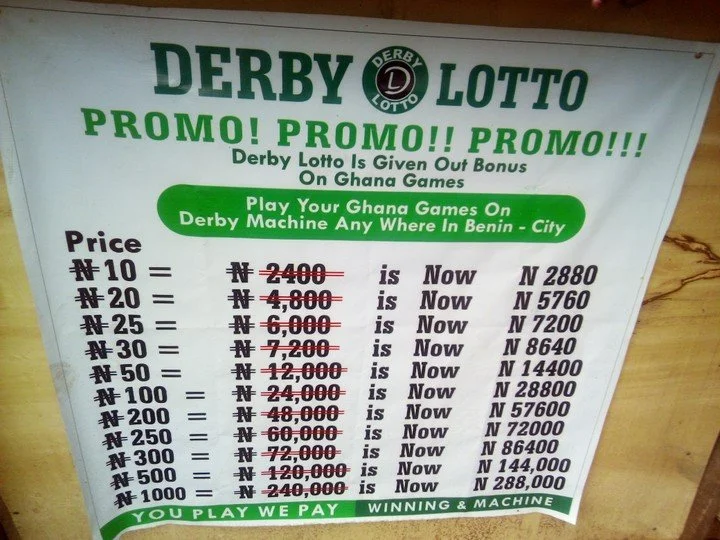 DERBY DERBY D LOTTO LOTTO
PROMO! PROMO!! PROMO!!!
Derby Lotto Is Given Out Bonus
On Ghana Games
Play Your Ghana Games On
Derby Machine Any Where In Benin - City
Price
₦ 10 = ₦ 2400 is Now N 2880
₦ 20 = ₦ 4,800 is Now N 5760
₦ 25 = ₦ 6,000 is Now N 7200
₦ 30 = ₦ 7,200 is Now N 8640
₦ 50 = ₦ 12,000 is Now N 14400
₦ 100 = ₦ 24,000 is Now N 28800
₦ 200 = ₦ 48,000 is Now N 57600
₦ 250 = ₦ 60,000 is Now N 72000
₦ 300 = ₦ 72,000 is Now N 86400
₦ 500 = ₦ 120,000 is Now N 144,000
₦ 1000 = ₦ 240,000 is Now N 288,000
YOU PLAY WE PAY WINNING & MACHINE